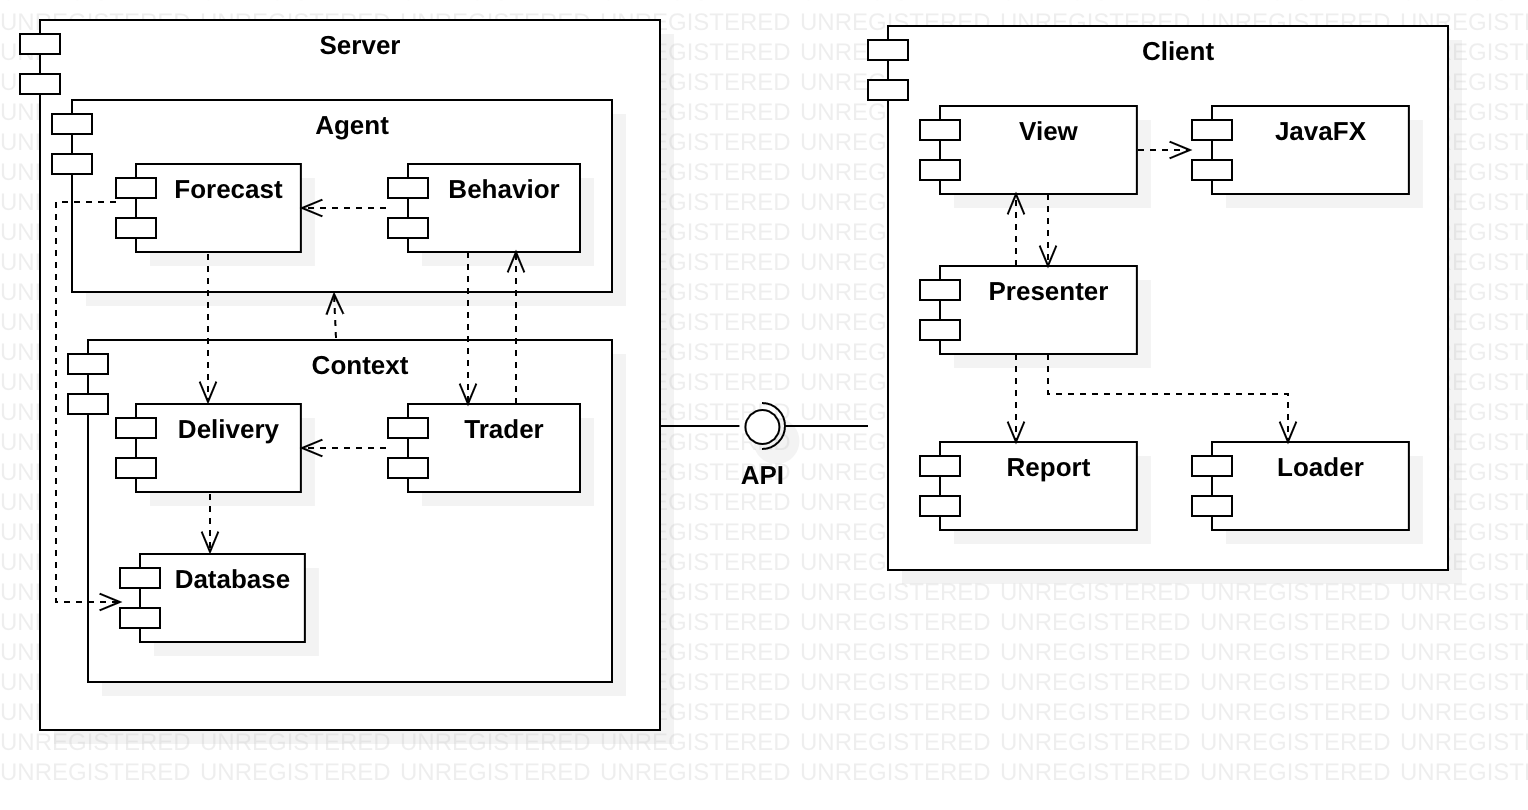 Server
Client
Agent
View
JavaFX
Forecast
Behavior
Presenter
Context
Delivery
Trader
API
Report
Loader
Database
UNREGISTERED UNREGISTERED UNREGISTERED UNREGISTERED UNREGISTERED UNREGISTERED UNREGISTERED